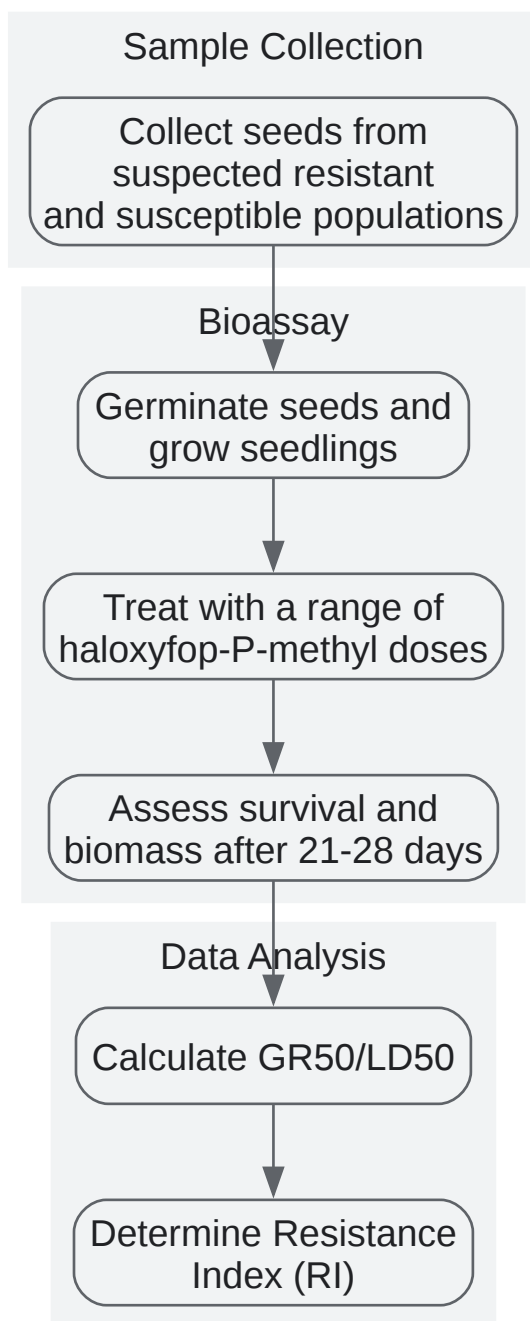 Sample Collection
Collect seeds from
suspected resistant
and susceptible populations
Bioassay
Germinate seeds and
grow seedlings
Treat with a range of
haloxyfop-P-methyl doses
Assess survival and
biomass after 21-28 days
Data Analysis
Calculate GR50/LD50
Determine Resistance
Index (RI)